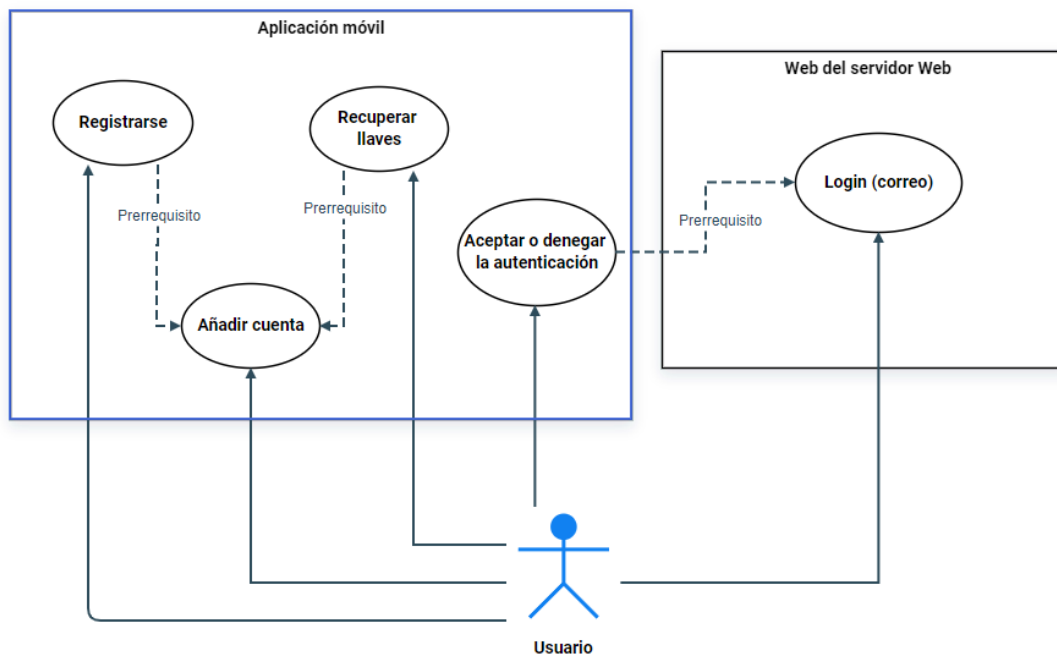 Aplicación móvil
Web del servidor Web
Registrarse
Recuperar
llaves
Login (correo)
Prerrequisito
Prerrequisito
Prerrequisito
Aceptar o denegar
la autenticación
Añadir cuenta
Usuario